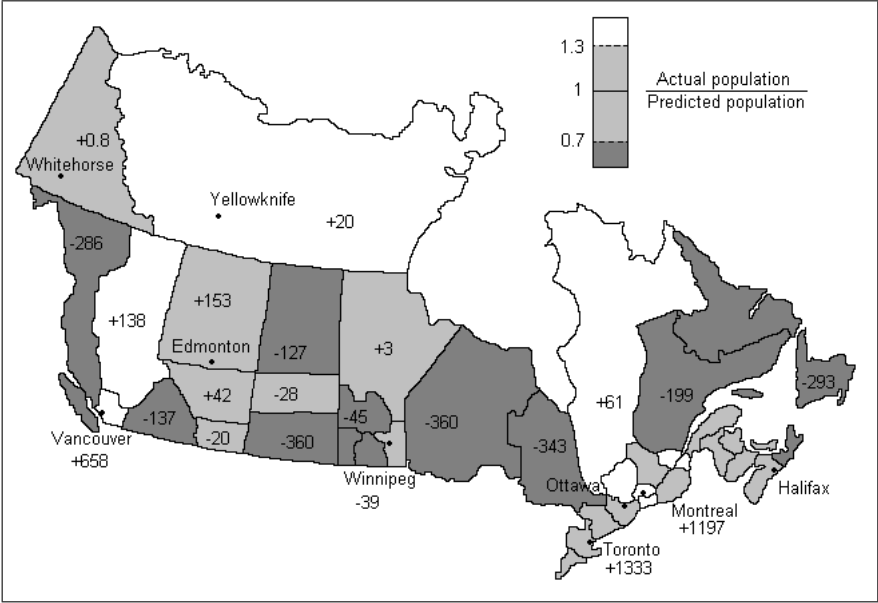 1.3
1
0.7
Actual population
Predicted population
+0.8
Whitehorse
Yellowknife
+20
-286
+138
+153
Edmonton
-127
+3
+42
-28
-137
-20
-360
-45
-360
-343
+61
-199
-293
Vancouver
+658
Winnipeg
-39
Ottawa
Halifax
Montreal
+1197
Toronto
+1333